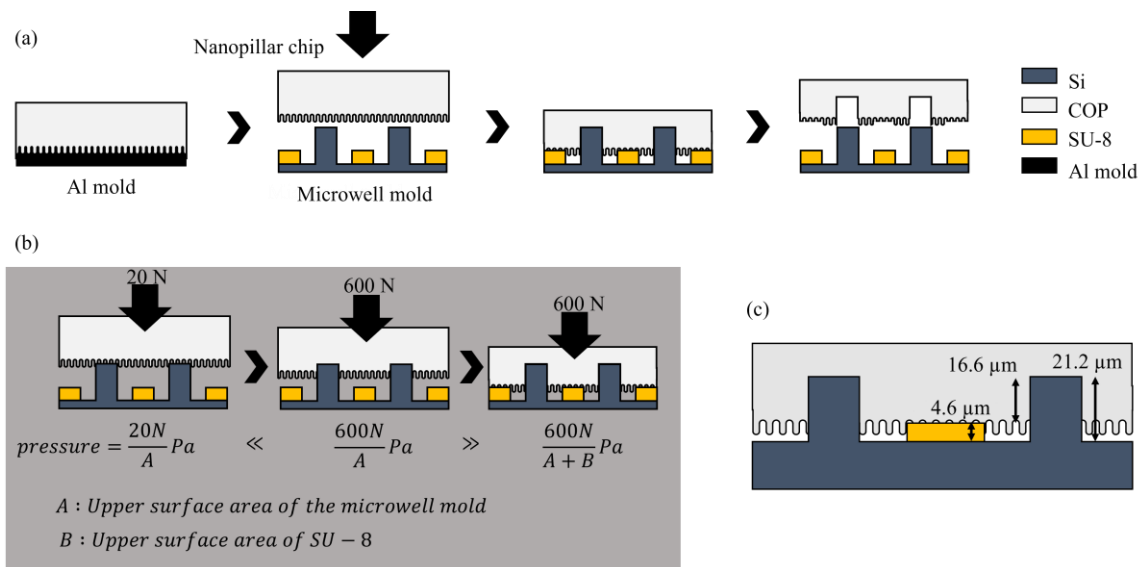 (a)
Nanopillar chip
Al mold
Microwell mold
Si
COP
SU-8
Al mold
(b)
20 N
600 N
600 N
pressure = 20N/A Pa ≪ 600N/A Pa ≫ 600N/A + B Pa
A : Upper surface area of the microwell mold
B : Upper surface area of SU − 8
(c)
16.6 µm
21.2 µm
4.6 µm